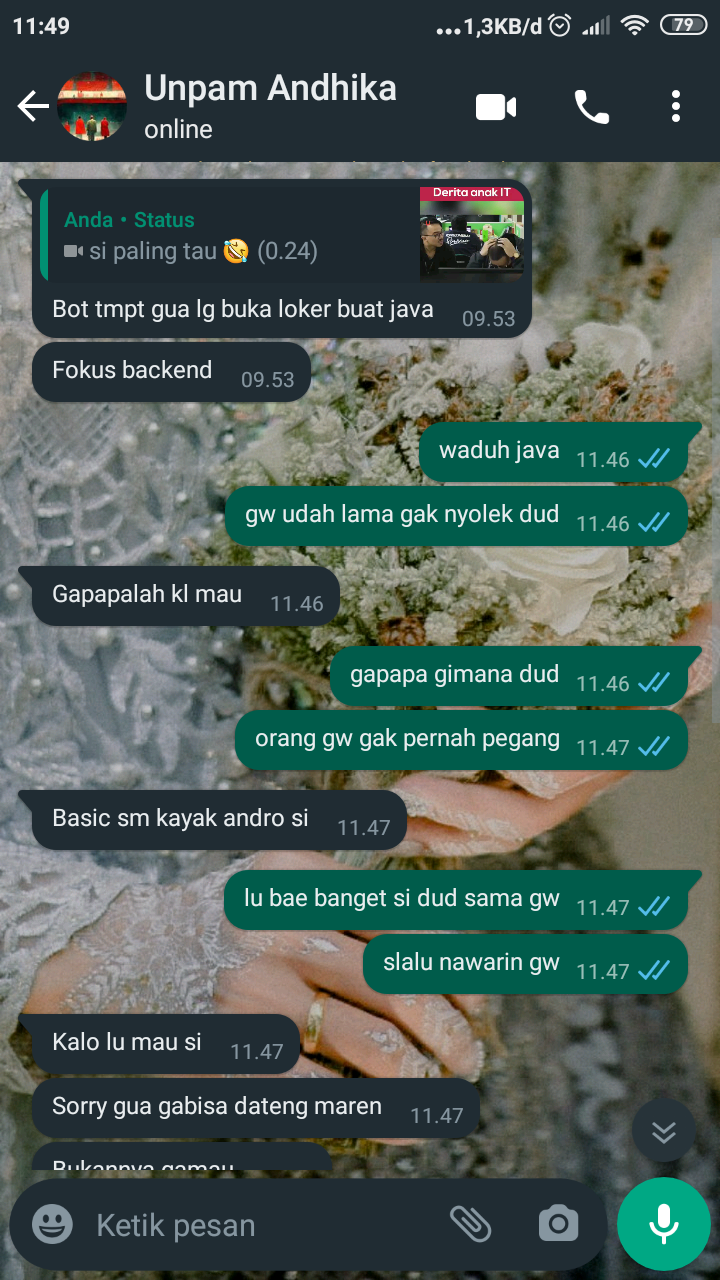 11:49
...1,3KB/d
79
Unpam Andhika
online
Derita anak IT
Anda • Status
si paling tau 🤣 (0.24)
Bot tmpt gua lg buka loker buat java 09.53
Fokus backend 09.53
waduh java 11.46
gw udah lama gak nyolek dud 11.46
Gapapalah kl mau 11.46
gapapa gimana dud 11.46
orang gw gak pernah pegang 11.47
Basic sm kayak andro si 11.47
lu bae banget si dud sama gw 11.47
slalu nawarin gw 11.47
Kalo lu mau si 11.47
Sorry gua gabisa dateng maren 11.47
Bukannya gamau
Ketik pesan